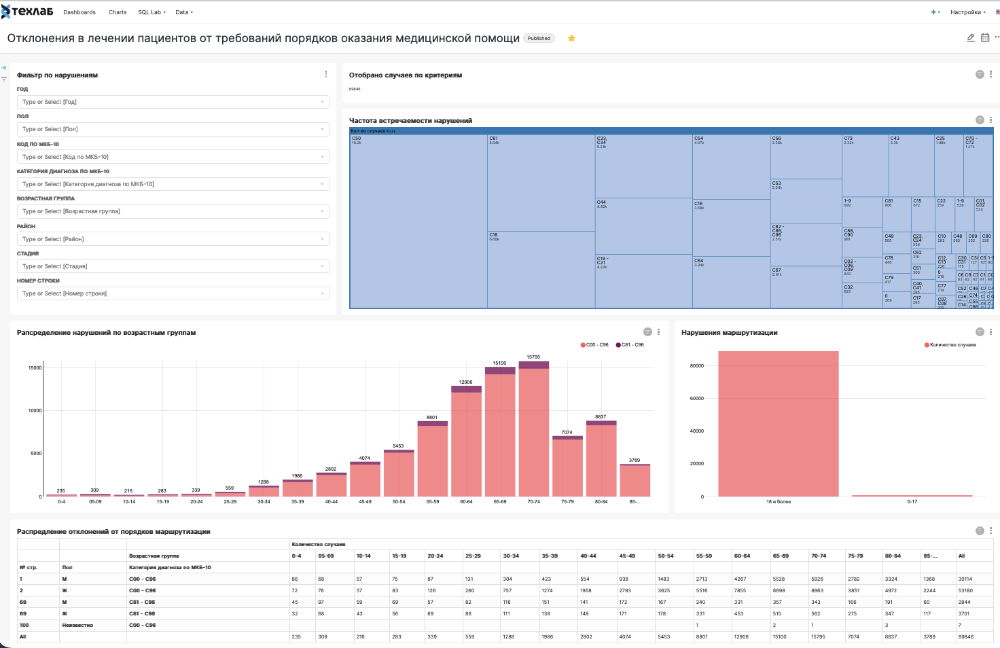 ТЕХЛАБ Dashboards Charts SQL Lab Data Настройки
Отклонения в лечении пациентов от требований порядков оказания медицинской помощи Published
Фильтр по нарушениям
ГОД
Type or Select [Год]
ПОЛ
Type or Select [Пол]
КОД ПО МКБ-10
Type or Select [Код по МКБ-10]
КАТЕГОРИЯ ДИАГНОЗА ПО МКБ-10
Type or Select [Категория диагноза по МКБ-10]
ВОЗРАСТНАЯ ГРУППА
Type or Select [Возрастная группа]
РАЙОН
Type or Select [Район]
СТАДИЯ
Type or Select [Стадия]
НОМЕР СТРОКИ
Type or Select [Номер строки]
Отобрано случаев по критериям
89846
Частота встречаемости нарушений
Кол-во случаев
C50
19.2k
C61
8.34k
C18
6.66k
C33, C34
5.01k
C44
4.42k
C19 - C21
4.23k
C54
4.07k
C16
3.58k
C64
3.24k
C56
2.56k
C53
2.54k
C82 - C86, C96
2.51k
C67
2.41k
C73
2.32k
C43
2.3k
C25
1.48k
C70 - C72
1.47k
1-9
992
C88, C90
981
C03 - C06, C09
840
C32
825
C81
806
C15
672
C22
559
1-9
536
C01, C02
533
C49
505
C78
446
C79
417
0
369
C23, C24
334
C62
310
C51
305
C40, C41
286
C17
285
C10
282
C48
265
C69
252
C80
226
C12, C13
226
0
219
C77
214
C07, C08
C30, C31
175
C52
C46
C26
C74
C14
C55
C66
Рапсределение нарушений по возрастным группам
C00 - C96 C81 - C96
15000
10000
5000
0
235 309 216 283 339 559 1288 1986 2802 4074 5453 8801 12906 15100 15795 7074 8837 3789
0-4 05-09 10-14 15-19 20-24 25-29 30-34 35-39 40-44 45-49 50-54 55-59 60-64 65-69 70-74 75-79 80-84 85-...
Нарушения маршрутизации
Количество случаев
80000
60000
40000
20000
0
18 и более 0-17
Распредление отклонений от порядков маршрутизации
Количество случаев
Возрастная группа 0-4 05-09 10-14 15-19 20-24 25-29 30-34 35-39 40-44 45-49 50-54 55-59 60-64 65-69 70-74 75-79 80-84 85-... All
№ стр. Пол Категория диагноза по МКБ-10
1 М C00 - C96 86 68 57 75 87 131 304 423 554 938 1483 2713 4267 5528 5926 2782 3324 1368 30114
2 Ж C00 - C96 72 76 57 83 126 260 757 1274 1958 2793 3625 5516 7855 8698 8963 3851 4972 2244 53180
68 М C81 - C96 45 97 59 69 57 82 116 151 141 172 167 240 331 357 343 166 191 60 2844
69 Ж C81 - C96 32 68 43 56 69 86 111 138 149 171 178 331 453 515 562 275 347 117 3701
100 Неизвестно C00 - C96 1 2 1 3 7
All 235 309 216 283 339 559 1288 1986 2802 4074 5453 8801 12906 15100 15795 7074 8837 3789 89846